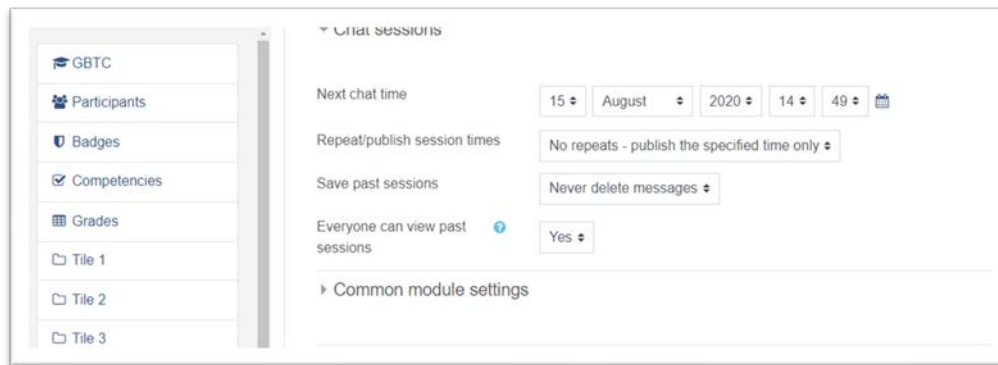 GBTC
Participants
Badges
Competencies
Grades
Tile 1
Tile 2
Tile 3
Chat sessions
Next chat time
15 August 2020 14 49
Repeat/publish session times
No repeats - publish the specified time only
Save past sessions
Never delete messages
Everyone can view past
sessions
Yes
Common module settings